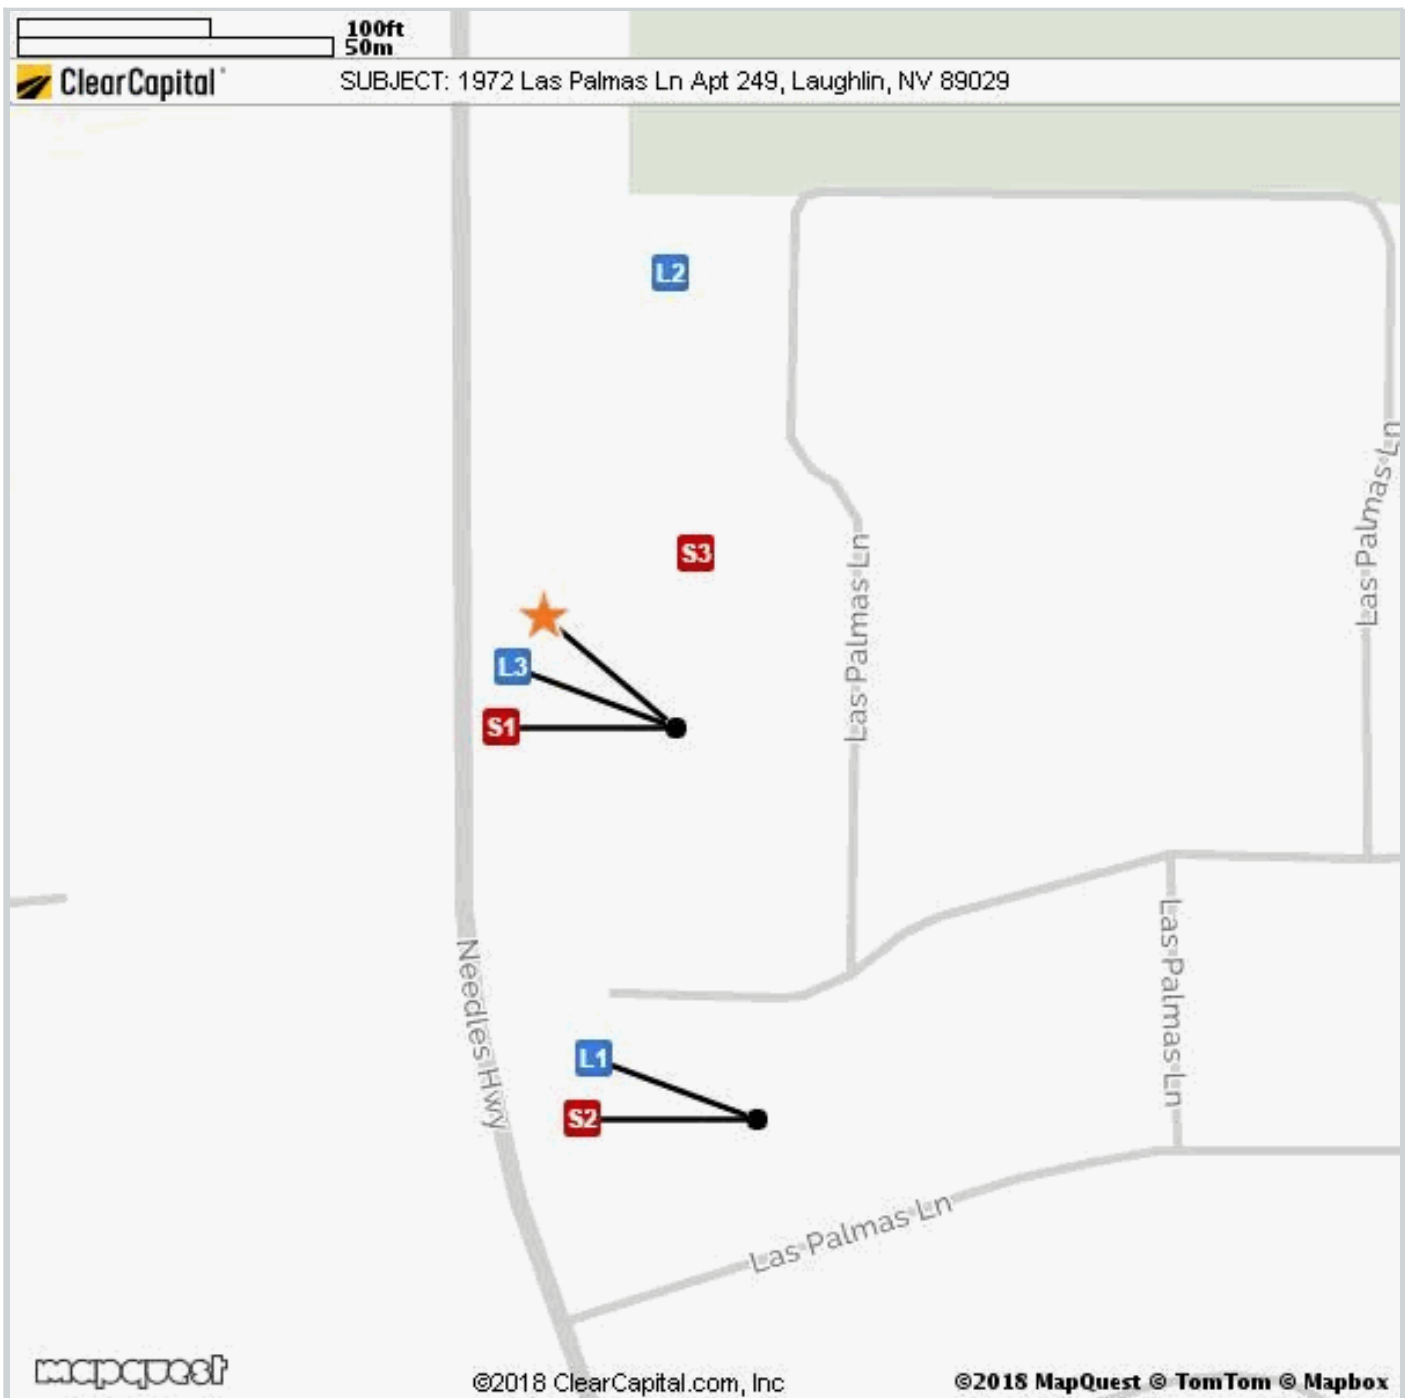 100ft
50m
ClearCapital
SUBJECT: 1972 Las Palmas Ln Apt 249, Laughlin, NV 89029
L2
Las Palmas Ln
S3
Las Palmas Ln
L3
S1
Las Palmas Ln
Needles Hwy
L1
S2
Las Palmas Ln
mapquest
©2018 ClearCapital.com, Inc
©2018 MapQuest © TomTom © Mapbox